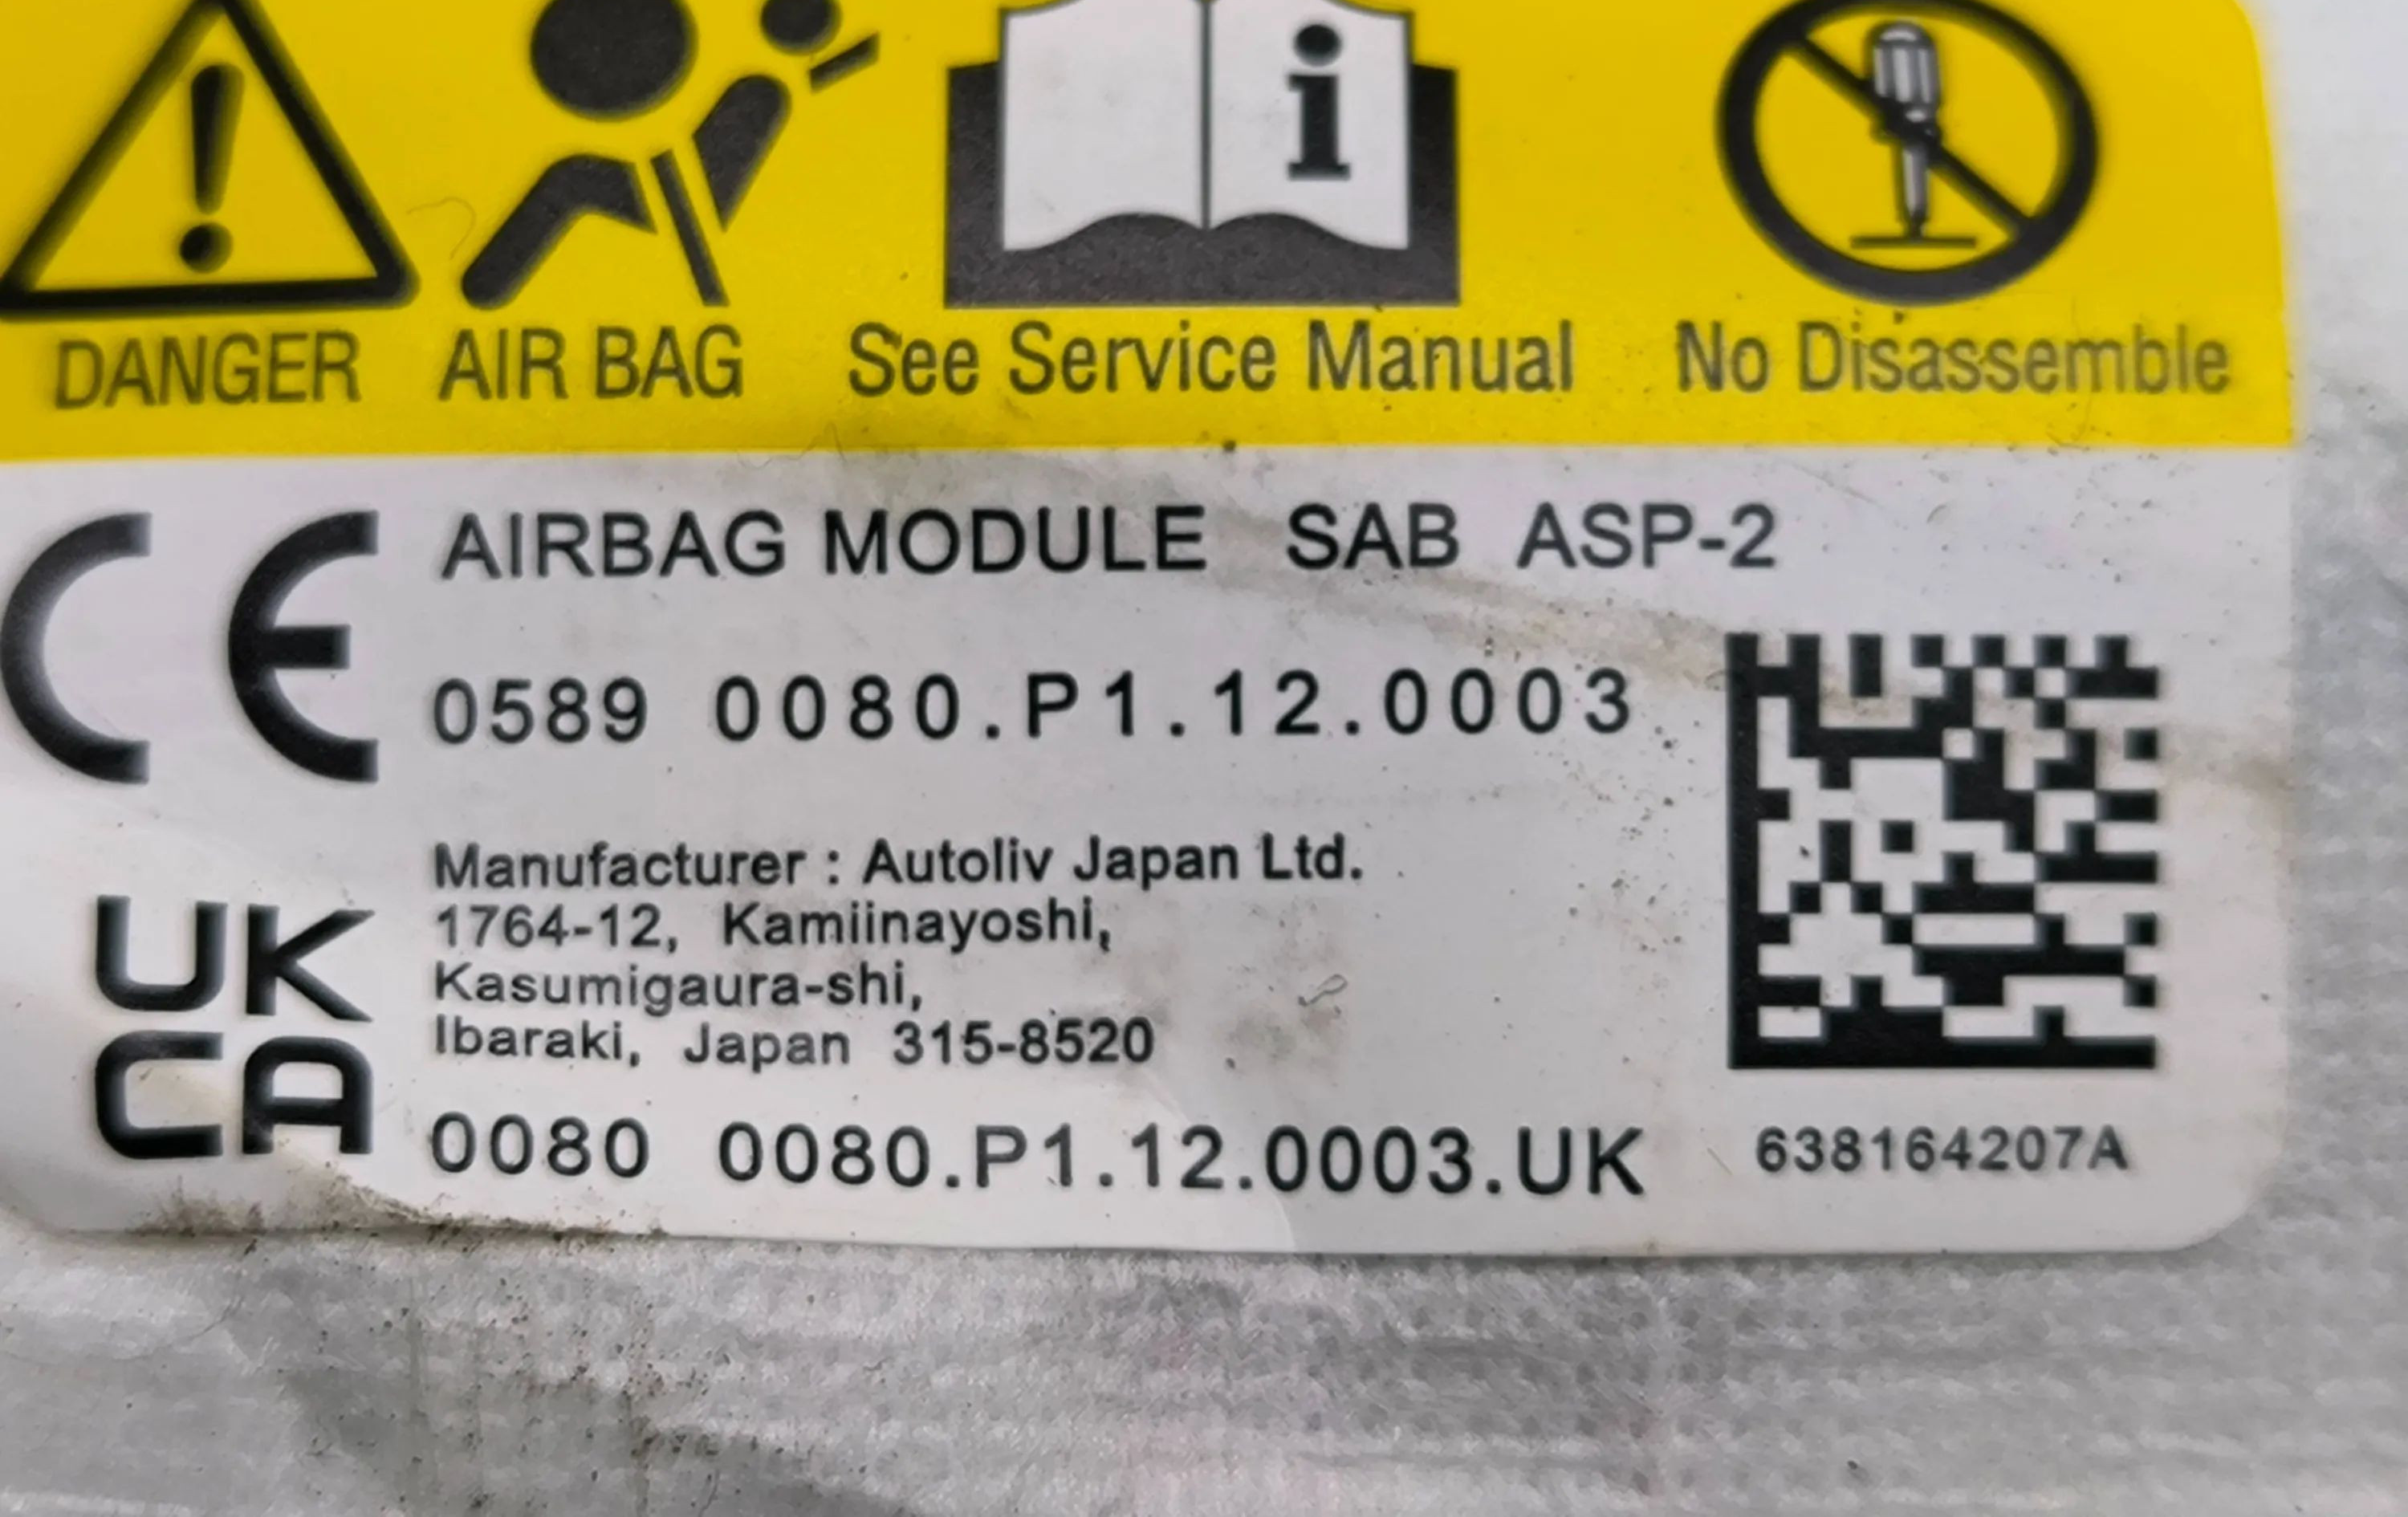 DANGER AIR BAG See Service Manual No Disassemble
CE
AIRBAG MODULE SAB ASP-2
0589 0080.P1.12.0003
Manufacturer : Autoliv Japan Ltd.
1764-12, Kamiinayoshi,
Kasumigaura-shi,
Ibaraki, Japan 315-8520
UK
CA
0080 0080.P1.12.0003.UK
638164207A